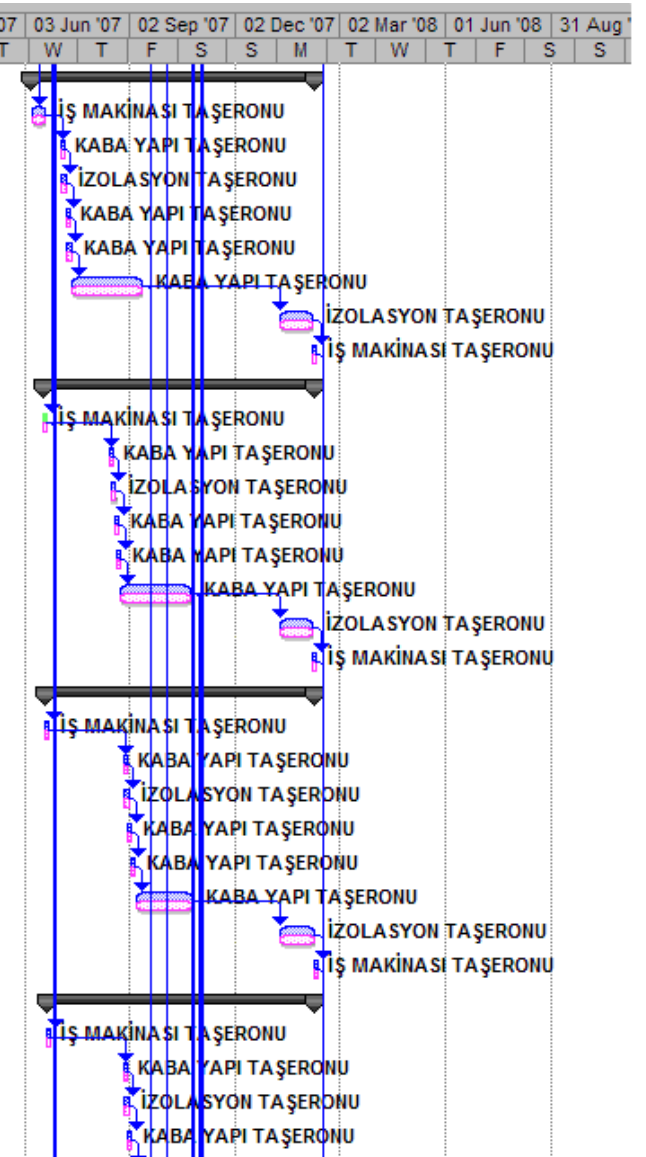 07 03 Jun '07 02 Sep '07 02 Dec '07 02 Mar '08 01 Jun '08 31 Aug '
T W T F S S M T W T F S S
İŞ MAKİNASI TAŞERONU
KABA YAPI TAŞERONU
İZOLASYON TAŞERONU
KABA YAPI TAŞERONU
KABA YAPI TAŞERONU
KABA YAPI TAŞERONU
İZOLASYON TAŞERONU
İŞ MAKİNASI TAŞERONU
İŞ MAKİNASI TAŞERONU
KABA YAPI TAŞERONU
İZOLASYON TAŞERONU
KABA YAPI TAŞERONU
KABA YAPI TAŞERONU
KABA YAPI TAŞERONU
İZOLASYON TAŞERONU
İŞ MAKİNASI TAŞERONU
İŞ MAKİNASI TAŞERONU
KABA YAPI TAŞERONU
İZOLASYON TAŞERONU
KABA YAPI TAŞERONU
KABA YAPI TAŞERONU
KABA YAPI TAŞERONU
İZOLASYON TAŞERONU
İŞ MAKİNASI TAŞERONU
İŞ MAKİNASI TAŞERONU
KABA YAPI TAŞERONU
İZOLASYON TAŞERONU
KABA YAPI TAŞERONU